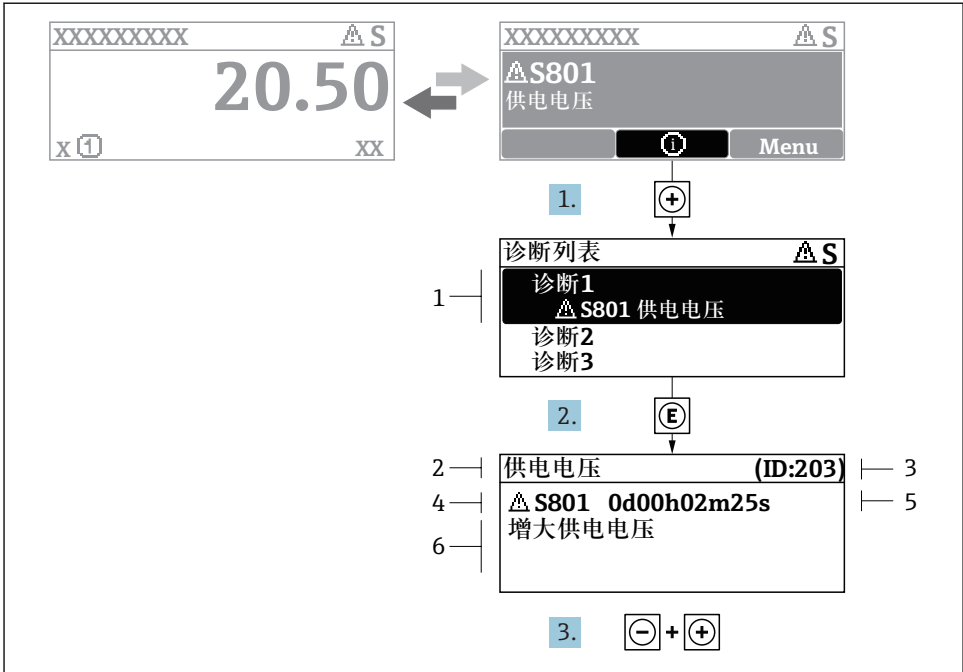 XXXXXXXXX ⚠S
20.50
x ① xx
XXXXXXXXX ⚠S
⚠S801
供电电压
ⓘ Menu
1. +
诊断列表 ⚠S
1
诊断1
⚠S801 供电电压
诊断2
诊断3
2. E
2 供电电压 (ID:203) 3
4 ⚠S801 0d00h02m25s 5
增大供电电压
6
3. − + +